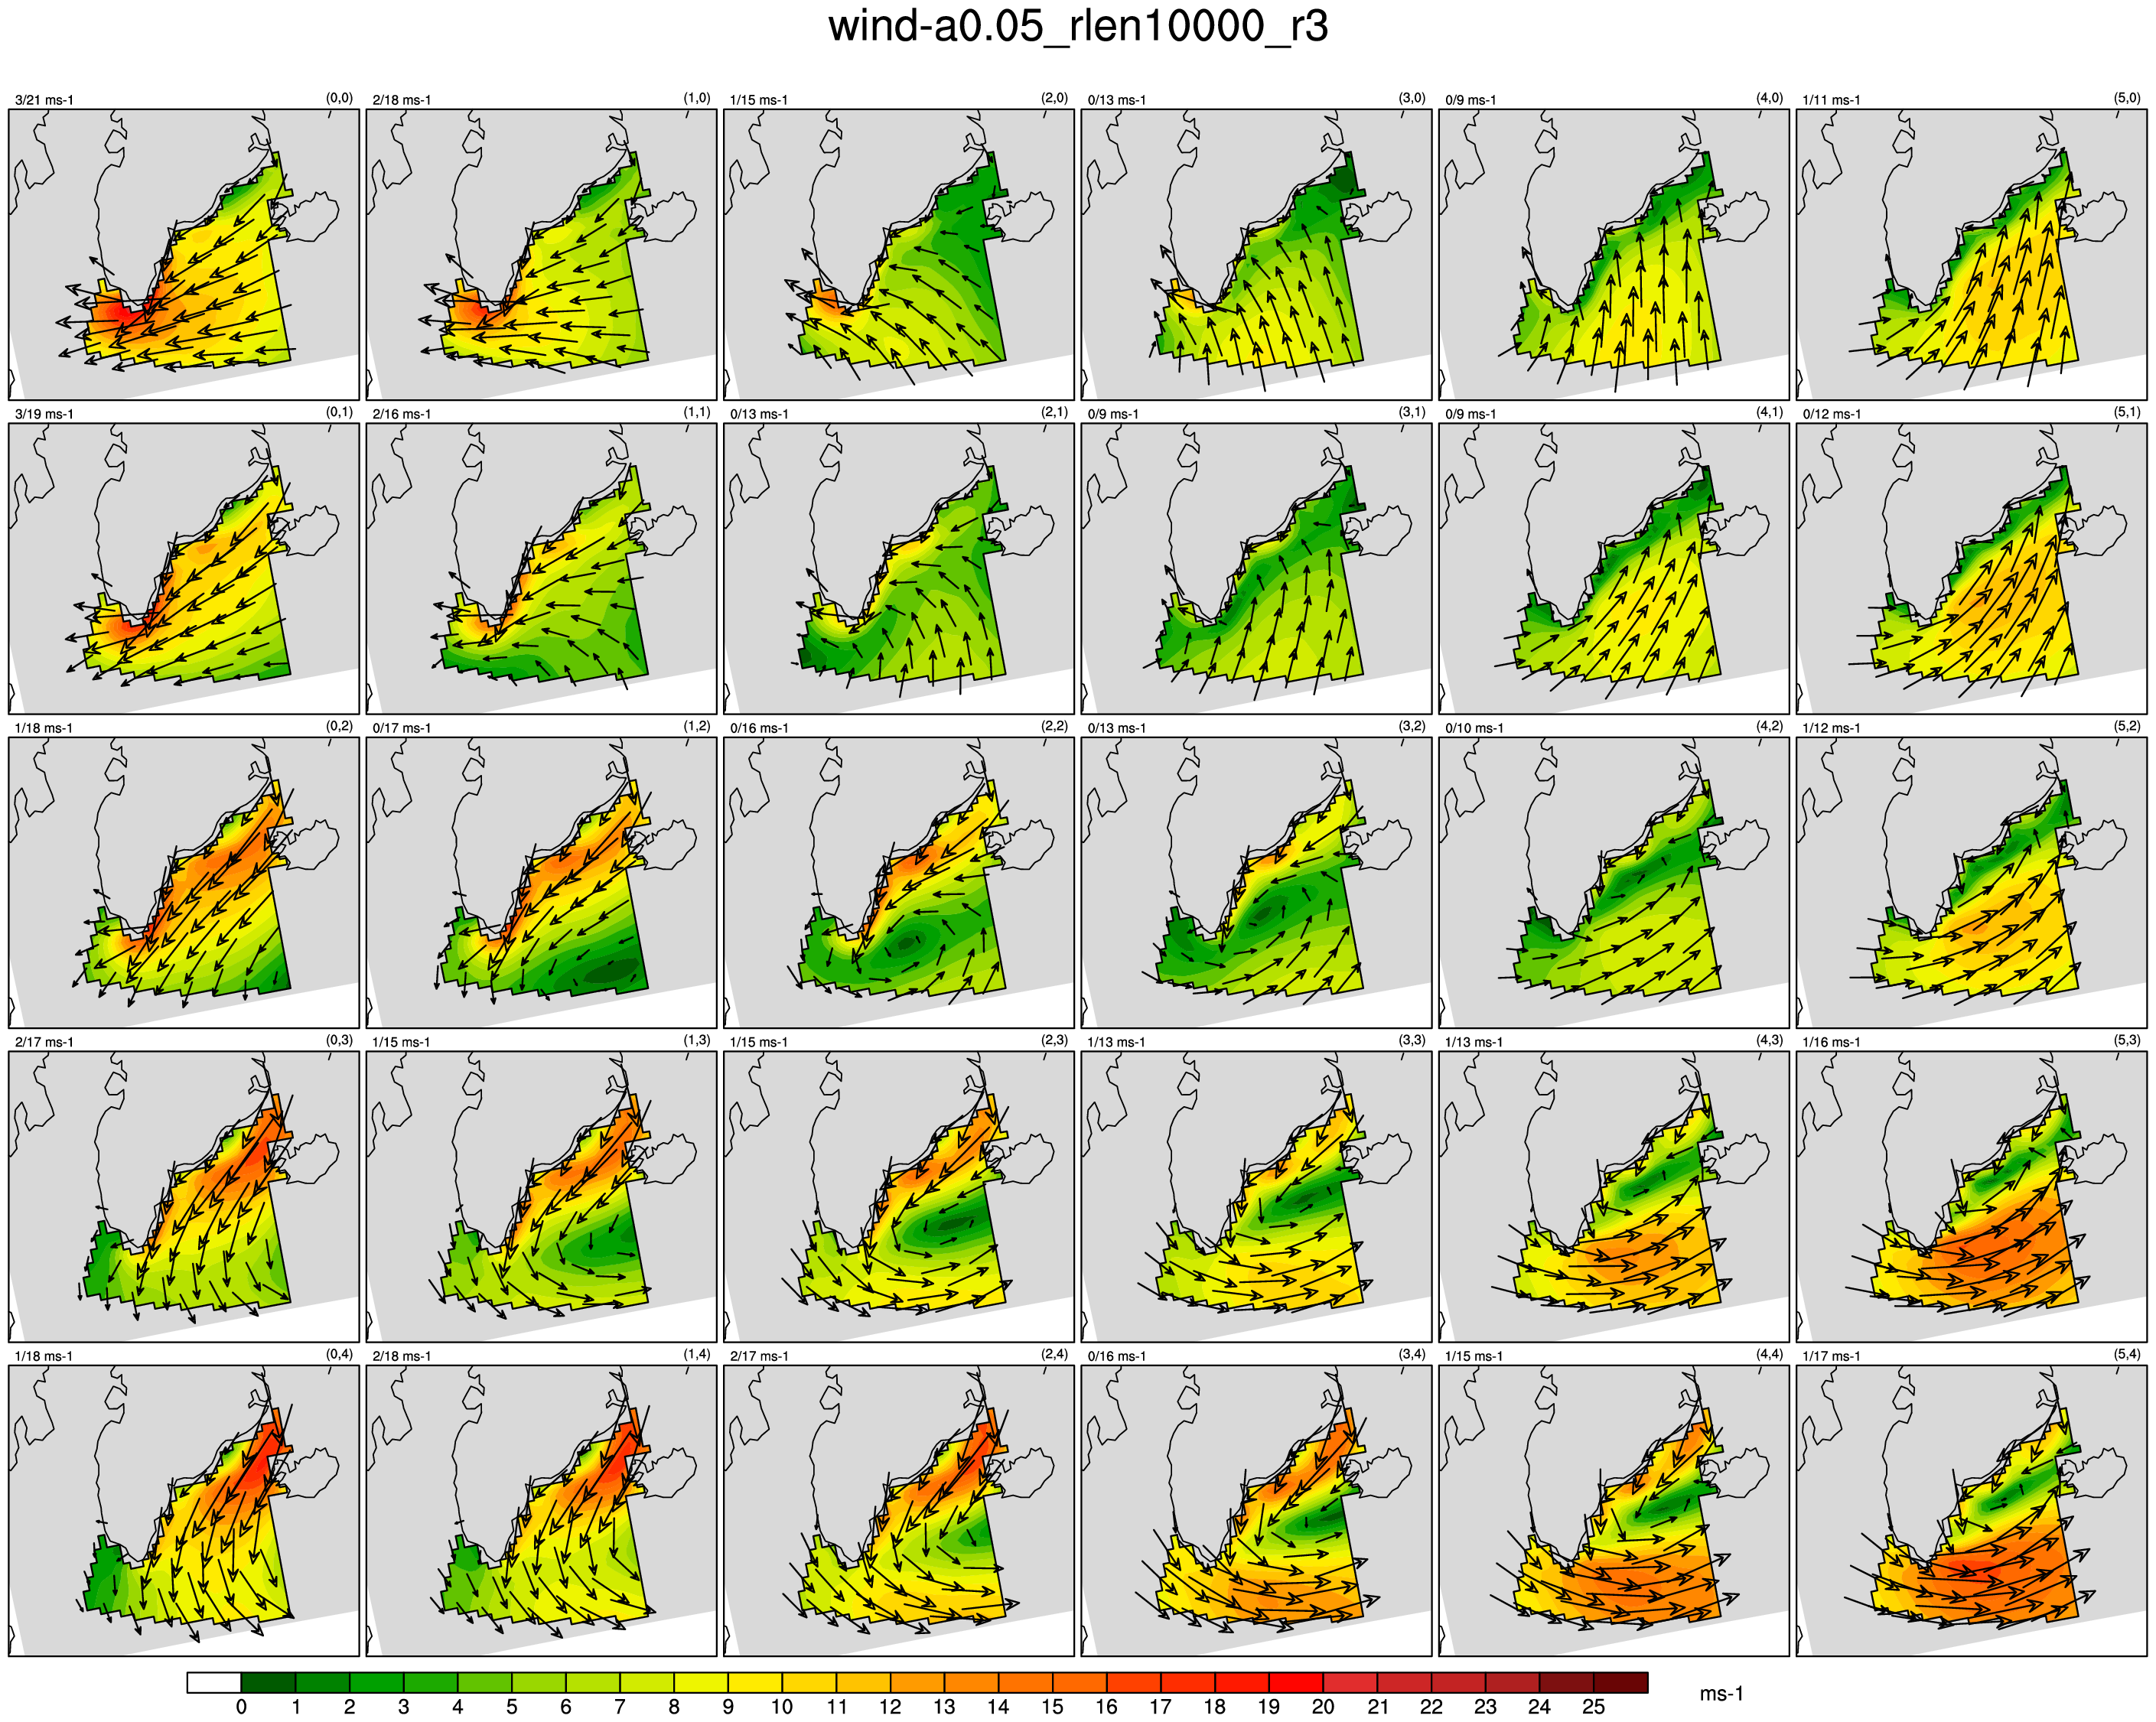 wind-a0.05_rlen10000_r3
3/21 ms-1 (0,0) 2/18 ms-1 (1,0) 1/15 ms-1 (2,0) 0/13 ms-1 (3,0) 0/9 ms-1 (4,0) 1/11 ms-1 (5,0)
3/19 ms-1 (0,1) 2/16 ms-1 (1,1) 0/13 ms-1 (2,1) 0/9 ms-1 (3,1) 0/9 ms-1 (4,1) 0/12 ms-1 (5,1)
1/18 ms-1 (0,2) 0/17 ms-1 (1,2) 0/16 ms-1 (2,2) 0/13 ms-1 (3,2) 0/10 ms-1 (4,2) 1/12 ms-1 (5,2)
2/17 ms-1 (0,3) 1/15 ms-1 (1,3) 1/15 ms-1 (2,3) 1/13 ms-1 (3,3) 1/13 ms-1 (4,3) 1/16 ms-1 (5,3)
1/18 ms-1 (0,4) 2/18 ms-1 (1,4) 2/17 ms-1 (2,4) 0/16 ms-1 (3,4) 1/15 ms-1 (4,4) 1/17 ms-1 (5,4)
0 1 2 3 4 5 6 7 8 9 10 11 12 13 14 15 16 17 18 19 20 21 22 23 24 25 ms-1